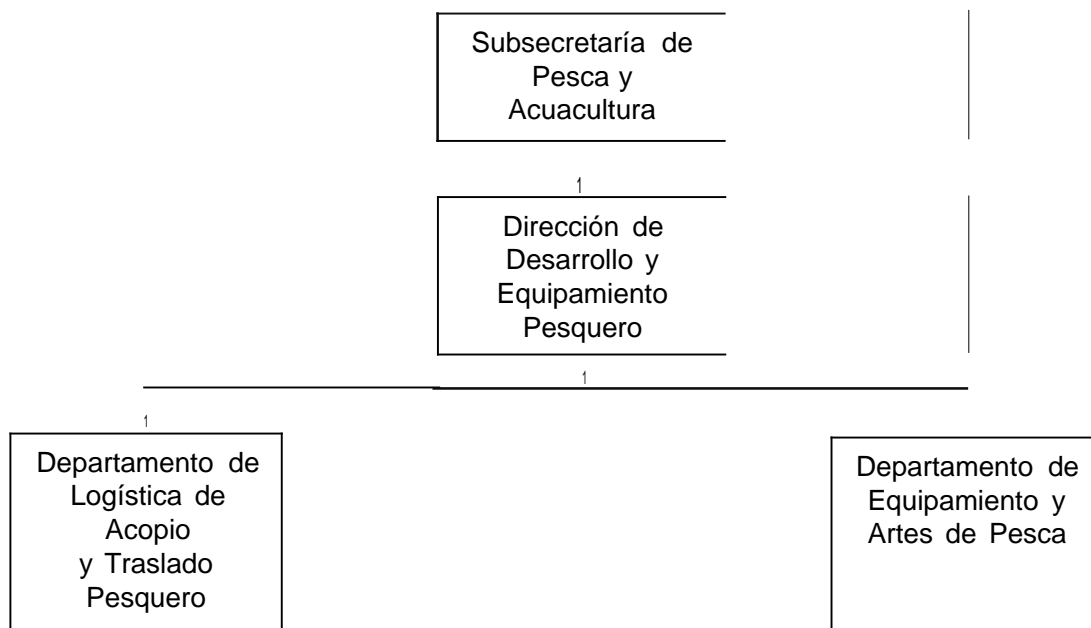 Subsecretaría de
Pesca y
Acuacultura
1
Dirección de
Desarrollo y
Equipamiento
Pesquero
1
1
Departamento de
Logística de
Acopio
y Traslado
Pesquero
Departamento de
Equipamiento y
Artes de Pesca